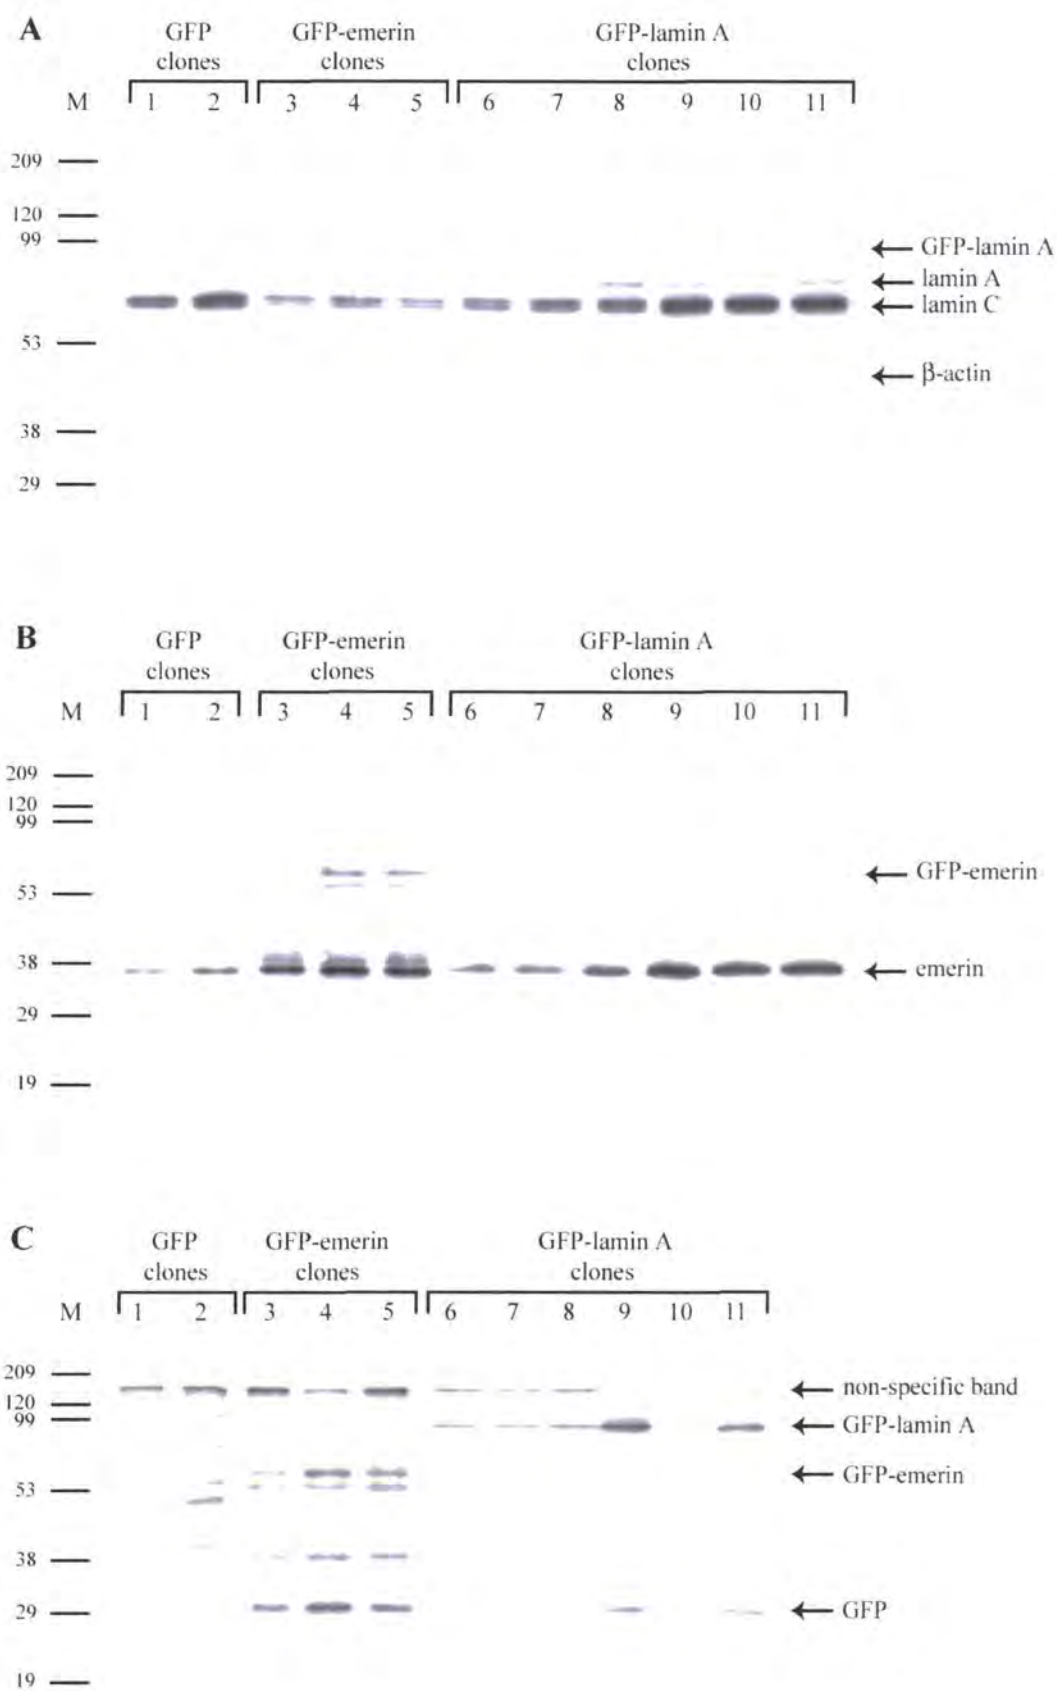 A
GFP clones
GFP-emerin clones
GFP-lamin A clones
M 1 2 3 4 5 6 7 8 9 10 11
209
120
99
53
38
29
GFP-lamin A
lamin A
lamin C
β-actin
B
GFP clones
GFP-emerin clones
GFP-lamin A clones
M 1 2 3 4 5 6 7 8 9 10 11
209
120
99
53
38
29
19
GFP-emerin
emerin
C
GFP clones
GFP-emerin clones
GFP-lamin A clones
M 1 2 3 4 5 6 7 8 9 10 11
209
120
99
53
38
29
19
non-specific band
GFP-lamin A
GFP-emerin
GFP